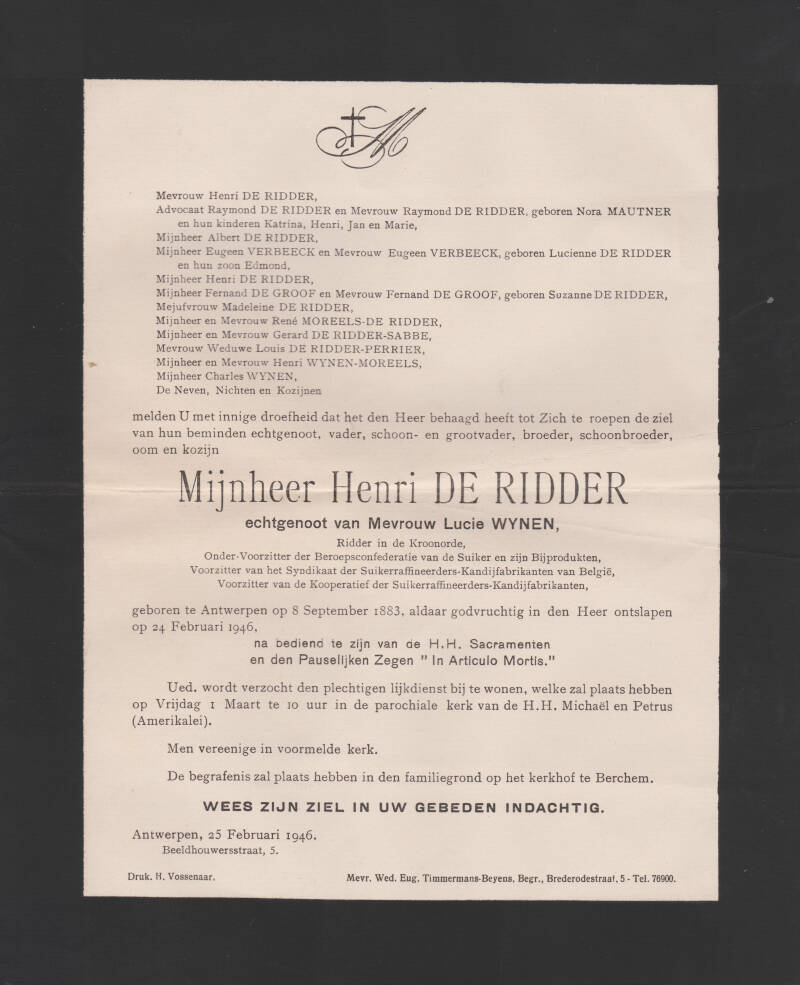 M
Mevrouw Henri DE RIDDER,
Advocaat Raymond DE RIDDER en Mevrouw Raymond DE RIDDER, geboren Nora MAUTNER
en hun kinderen Katrina, Henri, Jan en Marie,
Mijnheer Albert DE RIDDER,
Mijnheer Eugeen VERBEECK en Mevrouw Eugeen VERBEECK, geboren Lucienne DE RIDDER
en hun zoon Edmond,
Mijnheer Henri DE RIDDER,
Mijnheer Fernand DE GROOF en Mevrouw Fernand DE GROOF, geboren Suzanne DE RIDDER,
Mejufvrouw Madeleine DE RIDDER,
Mijnheer en Mevrouw René MOREELS-DE RIDDER,
Mijnheer en Mevrouw Gerard DE RIDDER-SABBE,
Mevrouw Weduwe Louis DE RIDDER-PERRIER,
Mijnheer en Mevrouw Henri WYNEN-MOREELS,
Mijnheer Charles WYNEN,
De Neven, Nichten en Kozijnen
melden U met innige droefheid dat het den Heer behaagd heeft tot Zich te roepen de ziel
van hun beminden echtgenoot, vader, schoon- en grootvader, broeder, schoonbroeder,
oom en kozijn
Mijnheer Henri DE RIDDER
echtgenoot van Mevrouw Lucie WYNEN,
Ridder in de Kroonorde,
Onder-Voorzitter der Beroepsconfederatie van de Suiker en zijn Bijprodukten,
Voorzitter van het Syndikaat der Suikerraffineerders-Kandijfabrikanten van België,
Voorzitter van de Kooperatief der Suikerraffineerders-Kandijfabrikanten,
geboren te Antwerpen op 8 September 1883, aldaar godvruchtig in den Heer ontslapen
op 24 Februari 1946,
na bediend te zijn van de H.H. Sacramenten
en den Pauselijken Zegen " In Articulo Mortis."
Ued. wordt verzocht den plechtigen lijkdienst bij te wonen, welke zal plaats hebben
op Vrijdag 1 Maart te 10 uur in de parochiale kerk van de H.H. Michaël en Petrus
(Amerikalei).
Men vereenige in voormelde kerk.
De begrafenis zal plaats hebben in den familiegrond op het kerkhof te Berchem.
WEES ZIJN ZIEL IN UW GEBEDEN INDACHTIG.
Antwerpen, 25 Februari 1946.
Beeldhouwersstraat, 5.
Druk. H. Vossenaar.
Mevr. Wed. Eug. Timmermans-Beyens, Begr., Brederodestraat, 5 - Tel. 76900.